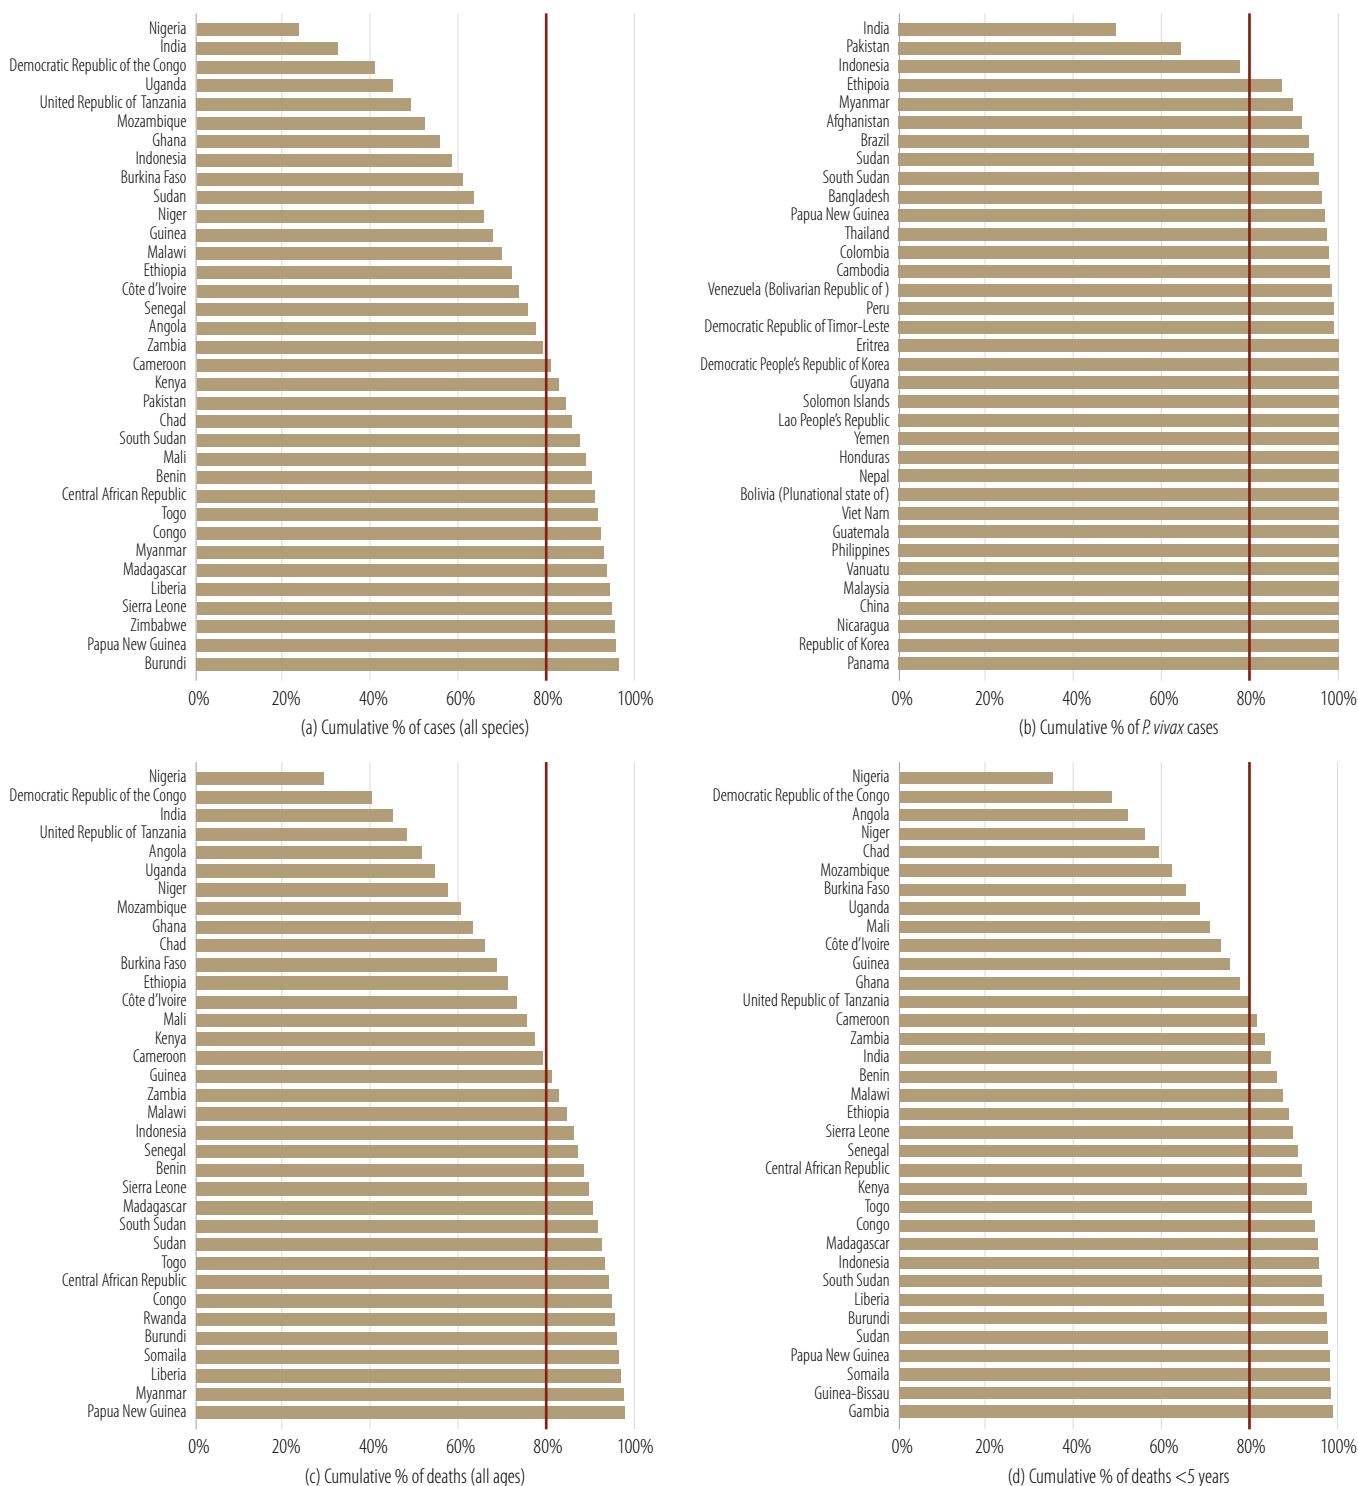 Nigeria
India
Democratic Republic of the Congo
Uganda
United Republic of Tanzania
Mozambique
Ghana
Indonesia
Burkina Faso
Sudan
Niger
Guinea
Malawi
Ethiopia
Côte d'Ivoire
Senegal
Angola
Zambia
Cameroon
Kenya
Pakistan
Chad
South Sudan
Mali
Benin
Central African Republic
Togo
Congo
Myanmar
Madagascar
Liberia
Sierra Leone
Zimbabwe
Papua New Guinea
Burundi
0% 20% 40% 60% 80% 100%
(a) Cumulative % of cases (all species)
India
Pakistan
Indonesia
Ethipoia
Myanmar
Afghanistan
Brazil
Sudan
South Sudan
Bangladesh
Papua New Guinea
Thailand
Colombia
Cambodia
Venezuela (Bolivarian Republic of )
Peru
Democratic Republic of Timor-Leste
Eritrea
Democratic People's Republic of Korea
Guyana
Solomon Islands
Lao People's Republic
Yemen
Honduras
Nepal
Bolivia (Plunational state of)
Viet Nam
Guatemala
Philippines
Vanuatu
Malaysia
China
Nicaragua
Republic of Korea
Panama
0% 20% 40% 60% 80% 100%
(b) Cumulative % of P. vivax cases
Nigeria
Democratic Republic of the Congo
India
United Republic of Tanzania
Angola
Uganda
Niger
Mozambique
Ghana
Chad
Burkina Faso
Ethiopia
Côte d'Ivoire
Mali
Kenya
Cameroon
Guinea
Zambia
Malawi
Indonesia
Senegal
Benin
Sierra Leone
Madagascar
South Sudan
Sudan
Togo
Central African Republic
Congo
Rwanda
Burundi
Somaila
Liberia
Myanmar
Papua New Guinea
0% 20% 40% 60% 80% 100%
(c) Cumulative % of deaths (all ages)
Nigeria
Democratic Republic of the Congo
Angola
Niger
Chad
Mozambique
Burkina Faso
Uganda
Mali
Côte d'Ivoire
Guinea
Ghana
United Republic of Tanzania
Cameroon
Zambia
India
Benin
Malawi
Ethiopia
Sierra Leone
Senegal
Central African Republic
Kenya
Togo
Congo
Madagascar
Indonesia
South Sudan
Liberia
Burundi
Sudan
Papua New Guinea
Somaila
Guinea-Bissau
Gambia
0% 20% 40% 60% 80% 100%
(d) Cumulative % of deaths <5 years